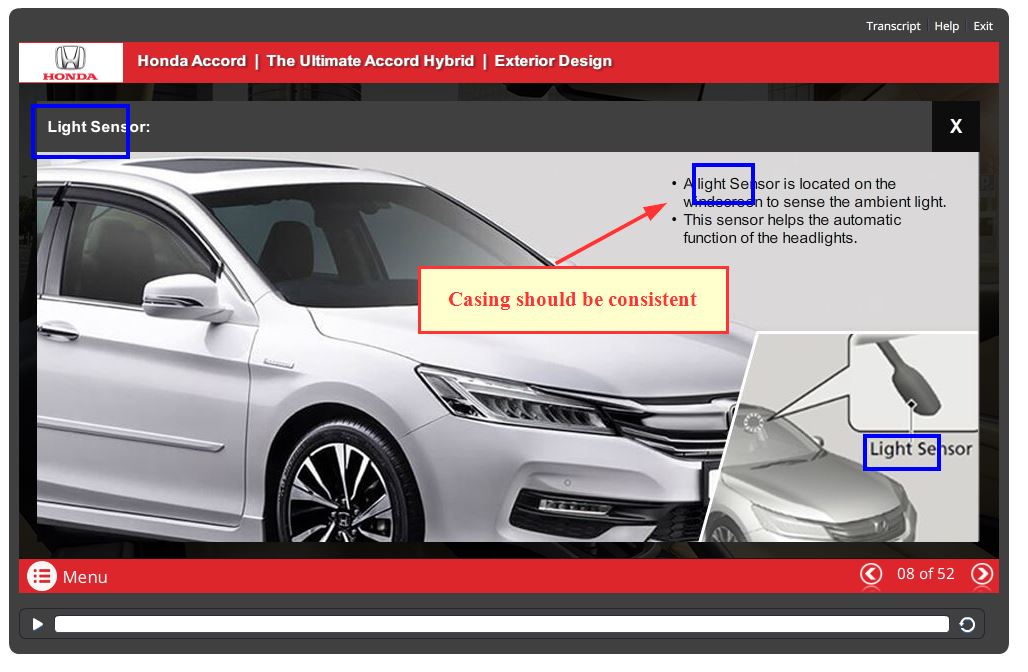 Transcript Help Exit
HONDA
Honda Accord | The Ultimate Accord Hybrid | Exterior Design
Light Sensor:
X
• A light Sensor is located on the
windscreen to sense the ambient light.
• This sensor helps the automatic
function of the headlights.
Casing should be consistent
Light Sensor
Menu
08 of 52